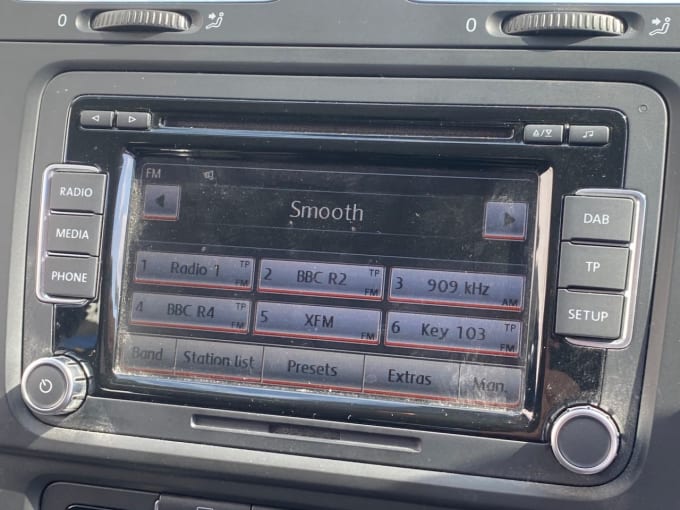 0
0
RADIO
MEDIA
PHONE
FM
Smooth
1 Radio 1 TP FM
2 BBC R2 TP FM
3 909 kHz AM
4 BBC R4 TP FM
5 XFM FM
6 Key 103 TP FM
Band Station list Presets Extras Man.
DAB
TP
SETUP